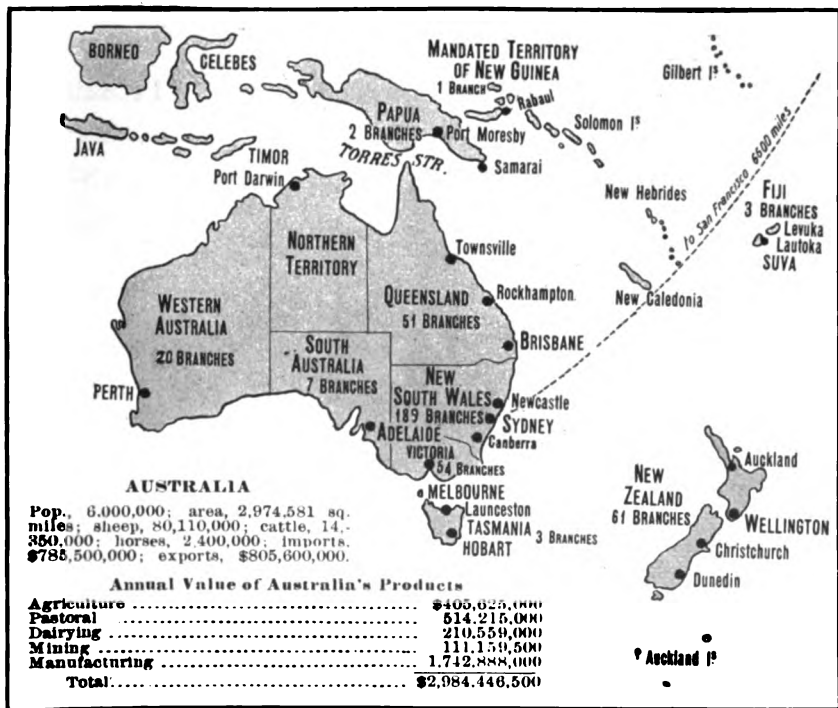 BORNEO
CELEBES
MANDATED TERRITORY
OF NEW GUINEA
1 BRANCH
Rabaul
Gilbert Is
PAPUA
2 BRANCHES
Port Moresby
Solomon Is
JAVA
TIMOR
TORRES STR.
Samarai
Port Darwin
to San Francisco 6600 miles
New Hebrides
FIJI
3 BRANCHES
Levuka
Lautoka
SUVA
NORTHERN
TERRITORY
Townsville
WESTERN
AUSTRALIA
20 BRANCHES
QUEENSLAND
51 BRANCHES
Rockhampton
New Caledonia
SOUTH
AUSTRALIA
7 BRANCHES
BRISBANE
PERTH
NEW
SOUTH WALES
189 BRANCHES
Newcastle
SYDNEY
Canberra
ADELAIDE
VICTORIA
54 BRANCHES
MELBOURNE
Launceston
TASMANIA
3 BRANCHES
HOBART
NEW
ZEALAND
61 BRANCHES
Auckland
WELLINGTON
Christchurch
Dunedin
Auckland Is
AUSTRALIA
Pop., 6,000,000; area, 2,974,581 sq.
miles; sheep, 80,110,000; cattle, 14,-
350,000; horses, 2,400,000; imports,
$785,500,000; exports, $805,600,000.
Annual Value of Australia's Products
Agriculture .......... $405,625,000
Pastoral .......... 514,215,000
Dairying .......... 210,559,000
Mining .......... 111,159,500
Manufacturing .......... 1,742,888,000
Total .......... $2,984,446,500